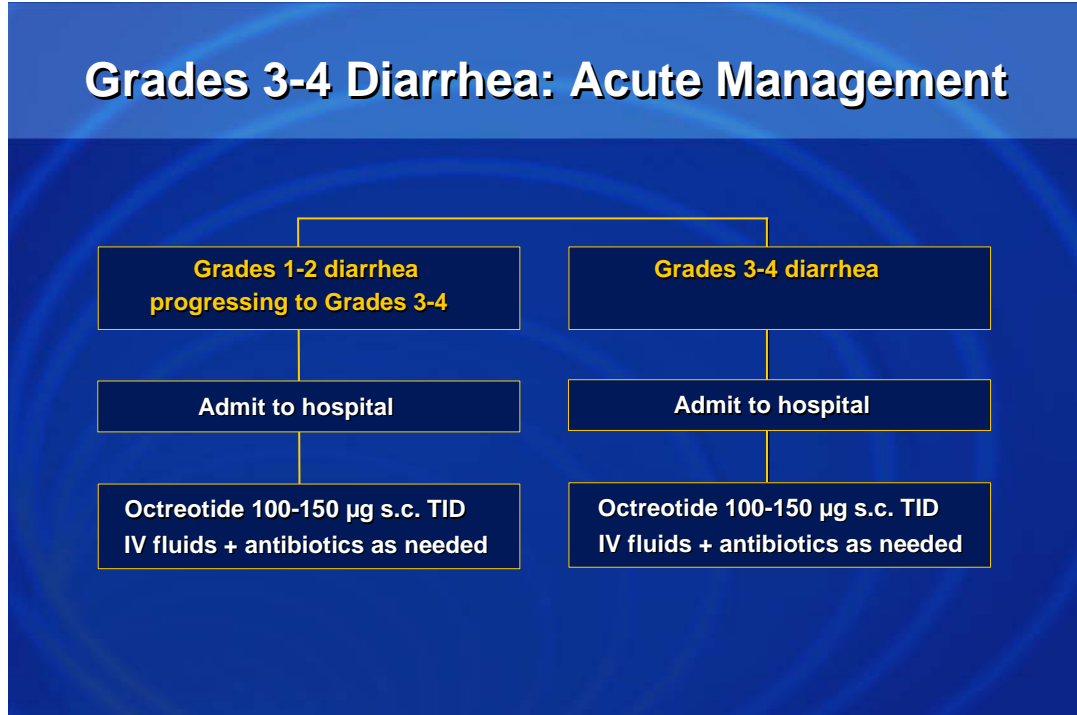 Grades 3-4 Diarrhea: Acute Management
Grades 1-2 diarrhea
progressing to Grades 3-4
Admit to hospital
Octreotide 100-150 µg s.c. TID
IV fluids + antibiotics as needed
Grades 3-4 diarrhea
Admit to hospital
Octreotide 100-150 µg s.c. TID
IV fluids + antibiotics as needed